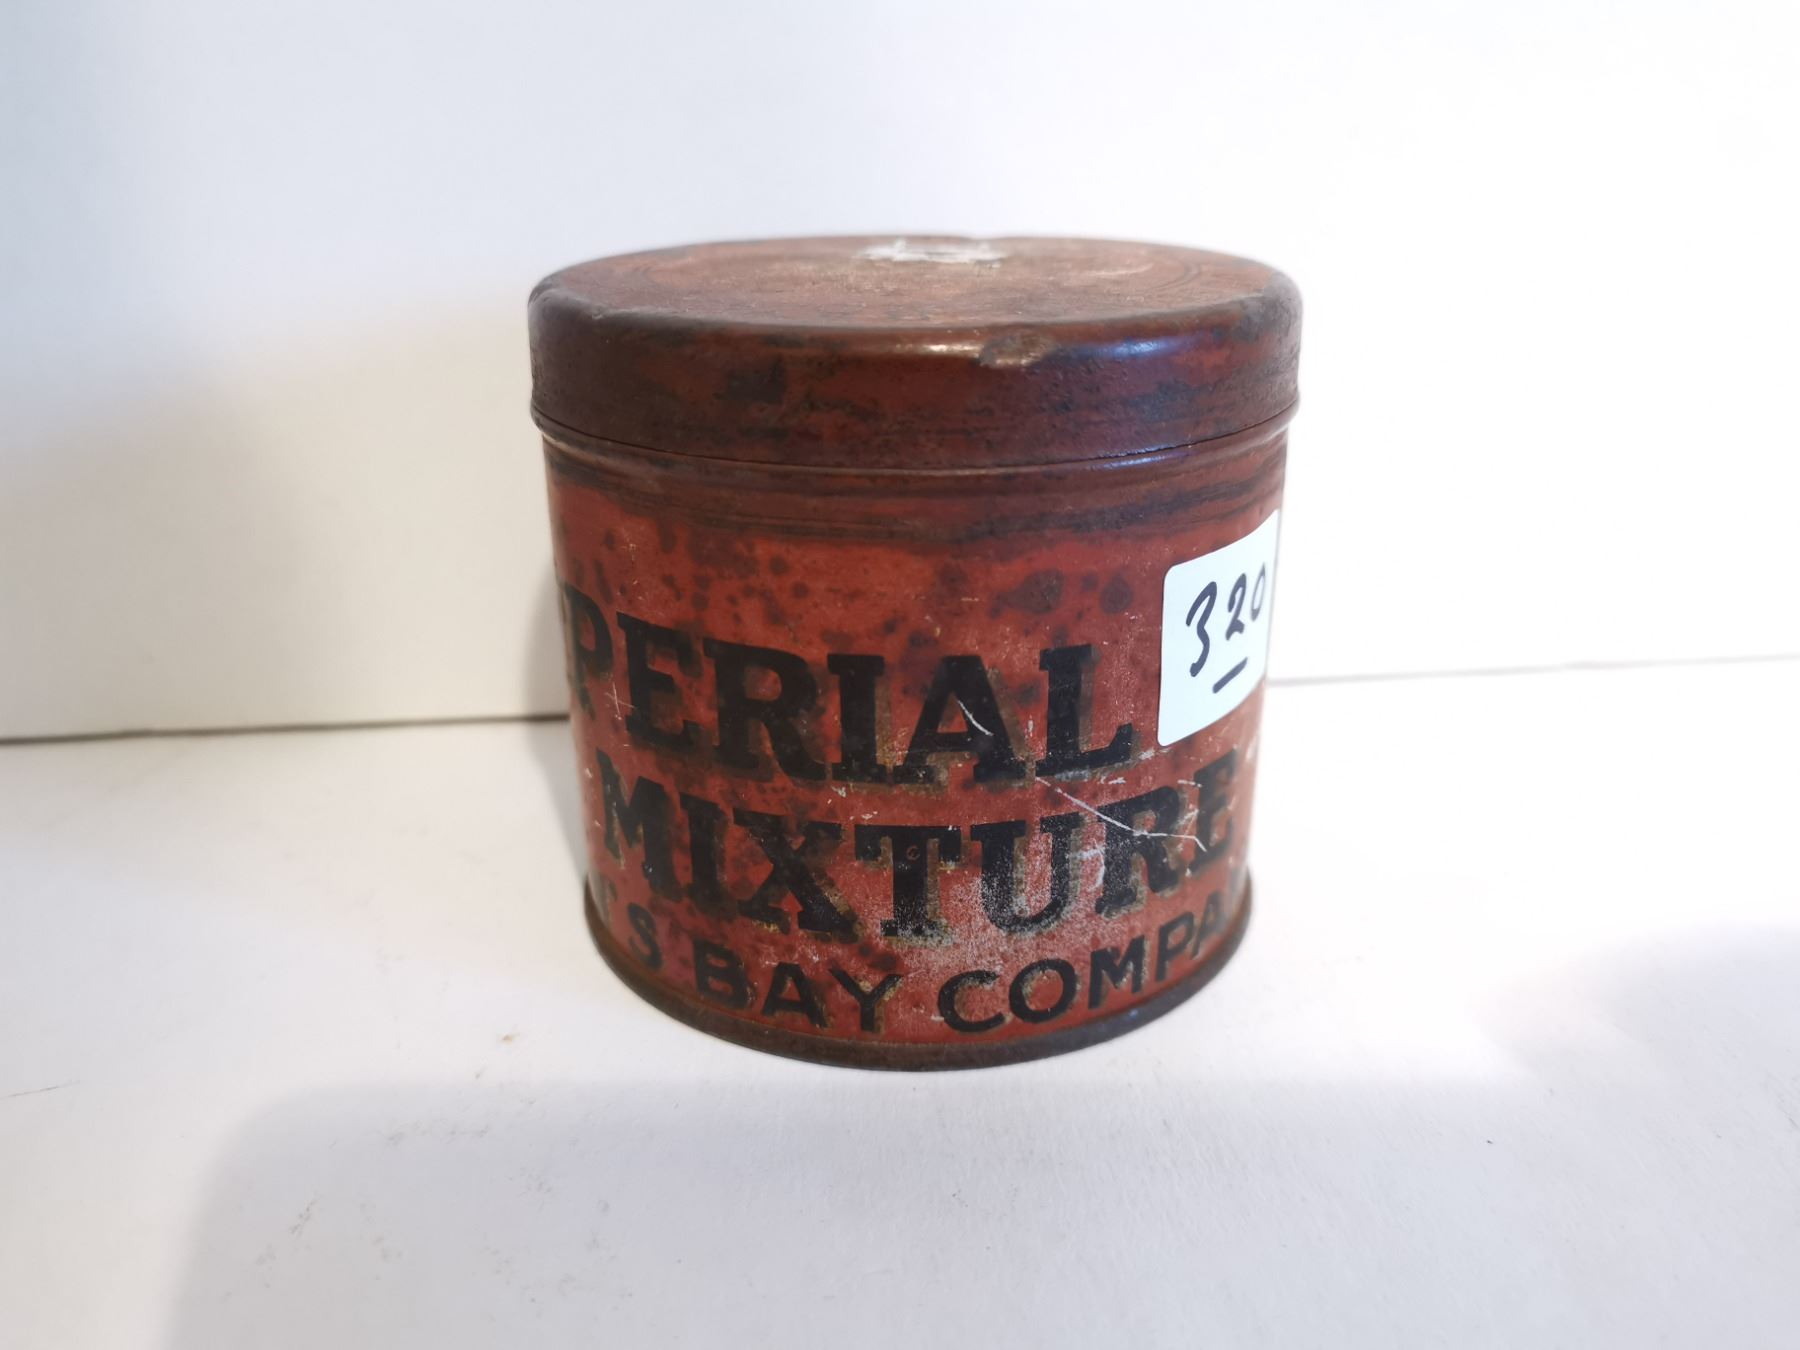 PERIAL
MIXTURE
'S BAY COMPA
320